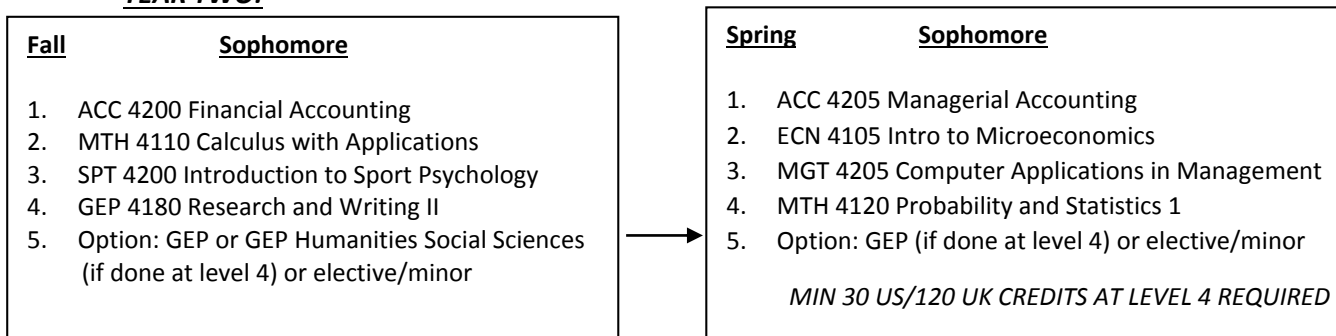 YEAR TWO:
Fall Sophomore
1. ACC 4200 Financial Accounting
2. MTH 4110 Calculus with Applications
3. SPT 4200 Introduction to Sport Psychology
4. GEP 4180 Research and Writing II
5. Option: GEP or GEP Humanities Social Sciences
(if done at level 4) or elective/minor
Spring Sophomore
1. ACC 4205 Managerial Accounting
2. ECN 4105 Intro to Microeconomics
3. MGT 4205 Computer Applications in Management
4. MTH 4120 Probability and Statistics 1
5. Option: GEP (if done at level 4) or elective/minor
MIN 30 US/120 UK CREDITS AT LEVEL 4 REQUIRED